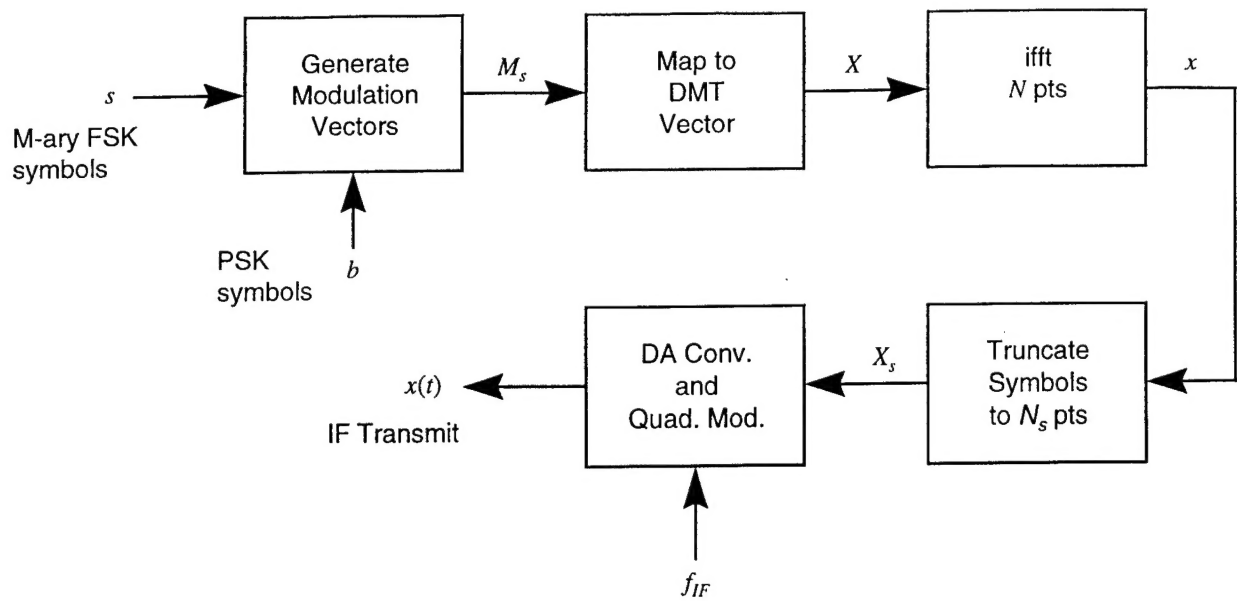 s
M-ary FSK
symbols
Generate
Modulation
Vectors
PSK
symbols
b
M_s
Map to
DMT
Vector
X
ifft
N pts
x
Truncate
Symbols
to N_s pts
X_s
DA Conv.
and
Quad. Mod.
f_IF
x(t)
IF Transmit